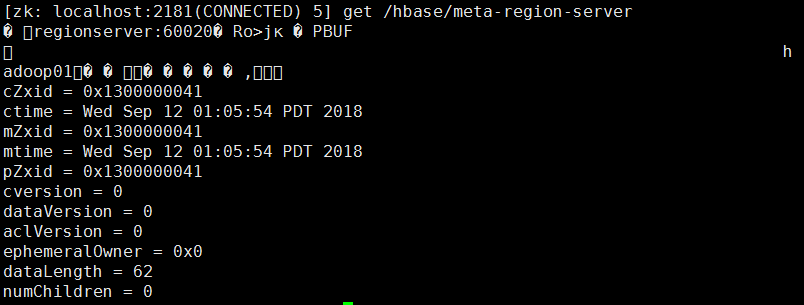 [zk: localhost:2181(CONNECTED) 5] get /hbase/meta-region-server
� regionserver:60020� Ro>jκ � PBUF
h
adoop01� � � � � � � ,
cZxid = 0x1300000041
ctime = Wed Sep 12 01:05:54 PDT 2018
mZxid = 0x1300000041
mtime = Wed Sep 12 01:05:54 PDT 2018
pZxid = 0x1300000041
cversion = 0
dataVersion = 0
aclVersion = 0
ephemeralOwner = 0x0
dataLength = 62
numChildren = 0